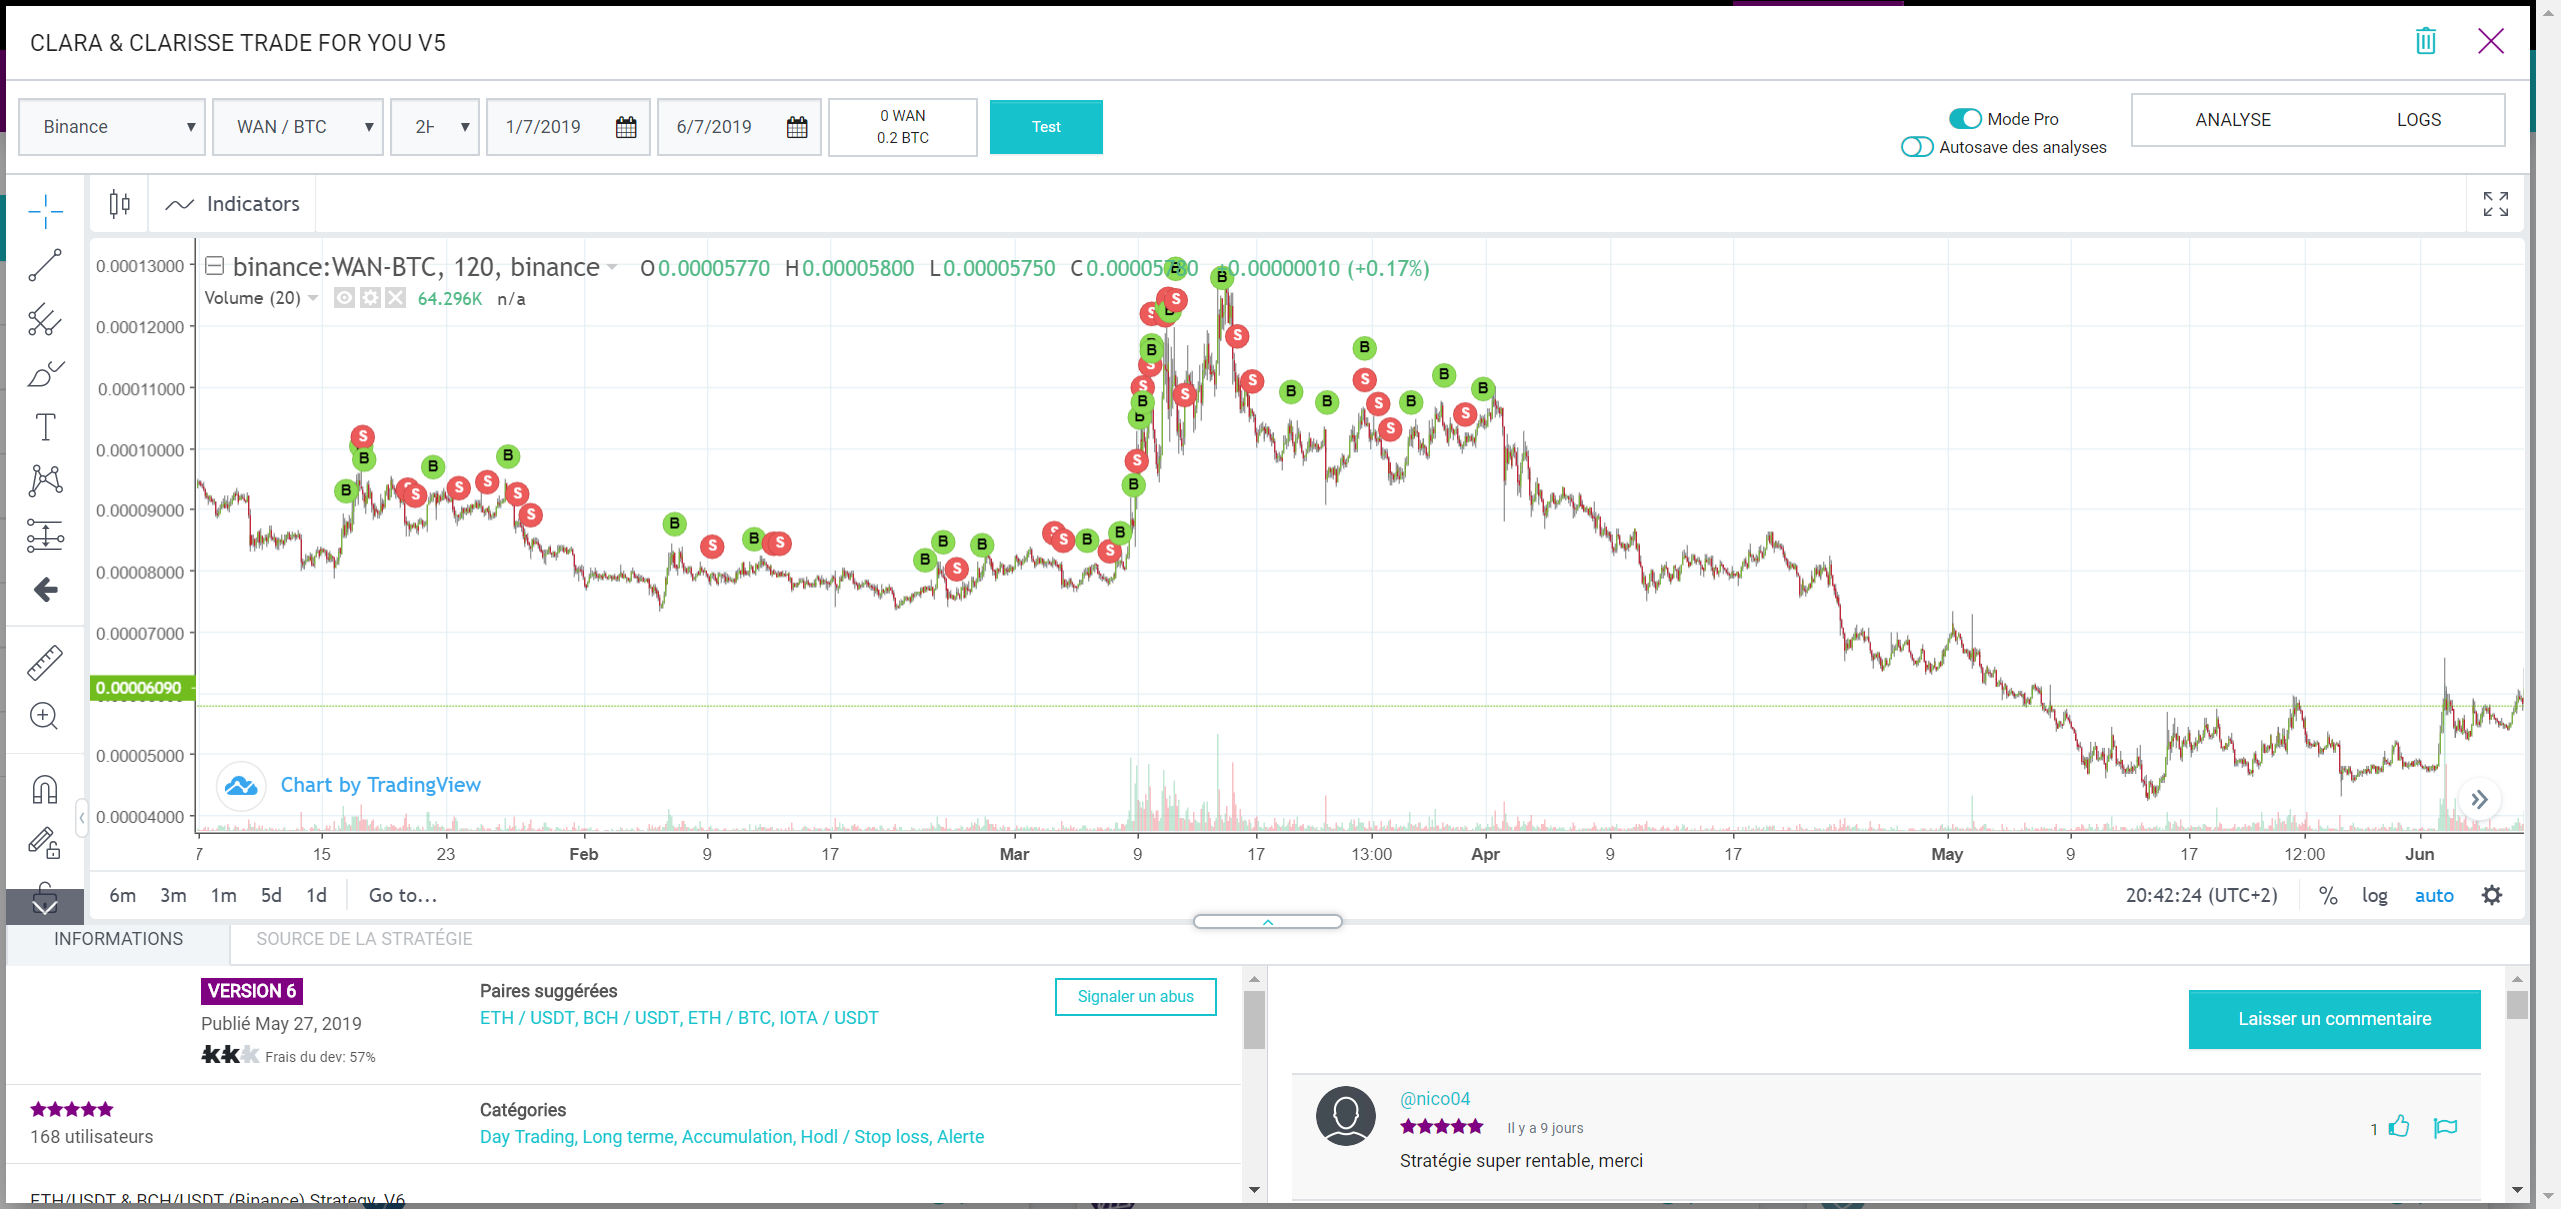 CLARA & CLARISSE TRADE FOR YOU V5
Binance
WAN / BTC
1/7/2019
6/7/2019
0 WAN
0.2 BTC
Test
Mode Pro
Autosave des analyses
ANALYSE
LOGS
Indicators
binance:WAN-BTC, 120, binance
O0.00005770 H0.00005800 L0.00005750 +0.00000010 (+0.17%)
Volume (20) 64.296K n/a
0.00013000
0.00012000
0.00011000
0.00010000
0.00009000
0.00008000
0.00007000
0.00006090
0.00005000
0.00004000
Chart by TradingView
7 15 23 Feb 9 17 Mar 9 17 13:00 Apr 9 17 May 9 17 12:00 Jun
6m 3m 1m 5d 1d Go to...
20:42:24 (UTC+2) % log auto
INFORMATIONS
SOURCE DE LA STRATÉGIE
VERSION 6
Publié May 27, 2019
Frais du dev: 57%
Paires suggérées
ETH / USDT, BCH / USDT, ETH / BTC, IOTA / USDT
Signaler un abus
168 utilisateurs
Catégories
Day Trading, Long terme, Accumulation, Hodl / Stop loss, Alerte
ETH/USDT & BCH/USDT (Binance) Strategy V6
Laisser un commentaire
@nico04
Il y a 9 jours
1
Stratégie super rentable, merci